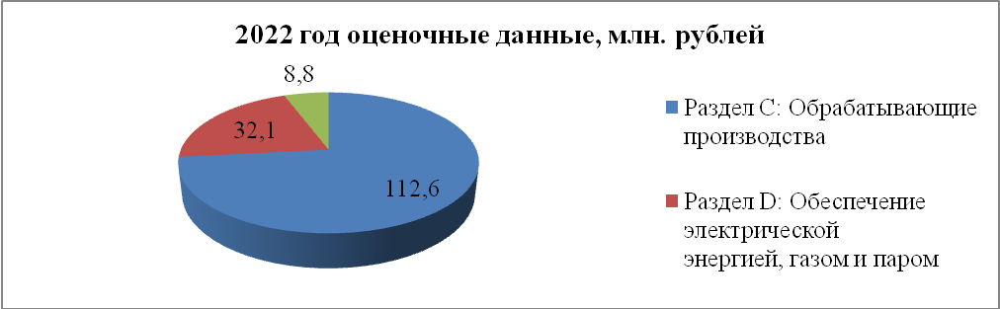 2022 год оценочные данные, млн. рублей
8,8
32,1
112,6
Раздел С: Обрабатывающие
производства
Раздел D: Обеспечение
электрической
энергией, газом и паром